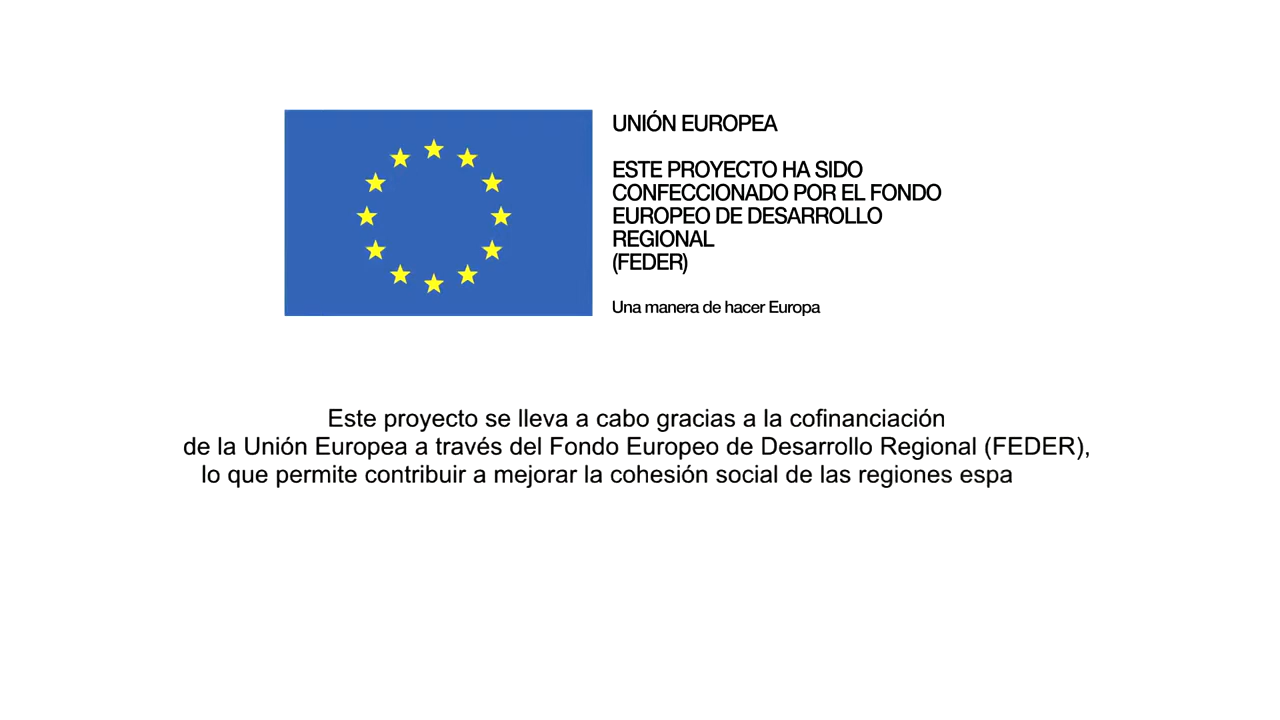 UNIÓN EUROPEA
ESTE PROYECTO HA SIDO
CONFECCIONADO POR EL FONDO
EUROPEO DE DESARROLLO
REGIONAL
(FEDER)
Una manera de hacer Europa
Este proyecto se lleva a cabo gracias a la cofinanciación
de la Unión Europea a través del Fondo Europeo de Desarrollo Regional (FEDER),
lo que permite contribuir a mejorar la cohesión social de las regiones espa